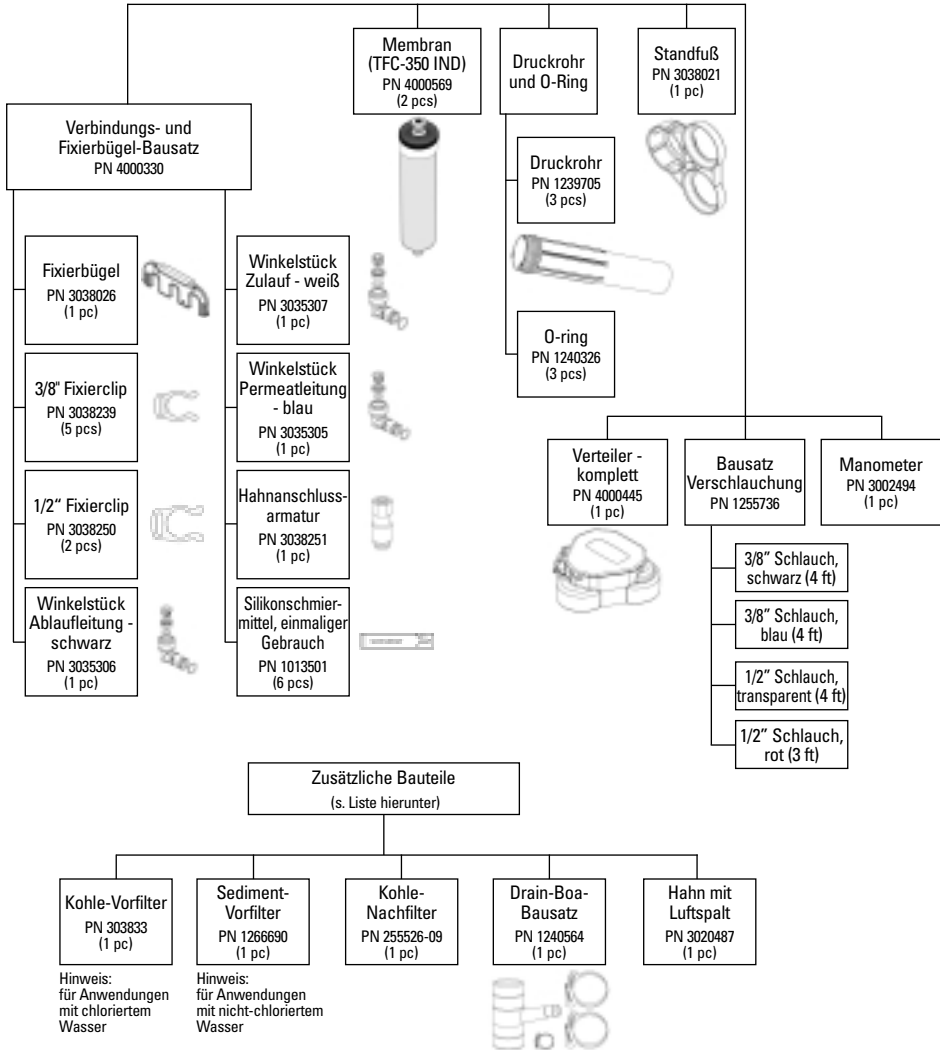 Membran
(TFC-350 IND)
PN 4000569
(2 pcs)
Druckrohr
und O-Ring
Standfuß
PN 3038021
(1 pc)
Verbindungs- und
Fixierbügel-Bausatz
PN 4000330
Druckrohr
PN 1239705
(3 pcs)
O-ring
PN 1240326
(3 pcs)
Fixierbügel
PN 3038026
(1 pc)
3/8" Fixierclip
PN 3038239
(5 pcs)
1/2“ Fixierclip
PN 3038250
(2 pcs)
Winkelstück
Ablaufleitung -
schwarz
PN 3035306
(1 pc)
Winkelstück
Zulauf - weiß
PN 3035307
(1 pc)
Winkelstück
Permeatleitung
- blau
PN 3035305
(1 pc)
Hahnanschluss-
armatur
PN 3038251
(1 pc)
Silikonschmier-
mittel, einmaliger
Gebrauch
PN 1013501
(6 pcs)
Verteiler -
komplett
PN 4000445
(1 pc)
Bausatz
Verschlauchung
PN 1255736
Manometer
PN 3002494
(1 pc)
3/8” Schlauch,
schwarz (4 ft)
3/8” Schlauch,
blau (4 ft)
1/2” Schlauch,
transparent (4 ft)
1/2” Schlauch,
rot (3 ft)
Zusätzliche Bauteile
(s. Liste hierunter)
Kohle-Vorfilter
PN 303833
(1 pc)
Hinweis:
für Anwendungen
mit chloriertem
Wasser
Sediment-
Vorfilter
PN 1266690
(1 pc)
Hinweis:
für Anwendungen
mit nicht-chloriertem
Wasser
Kohle-
Nachfilter
PN 255526-09
(1 pc)
Drain-Boa-
Bausatz
PN 1240564
(1 pc)
Hahn mit
Luftspalt
PN 3020487
(1 pc)